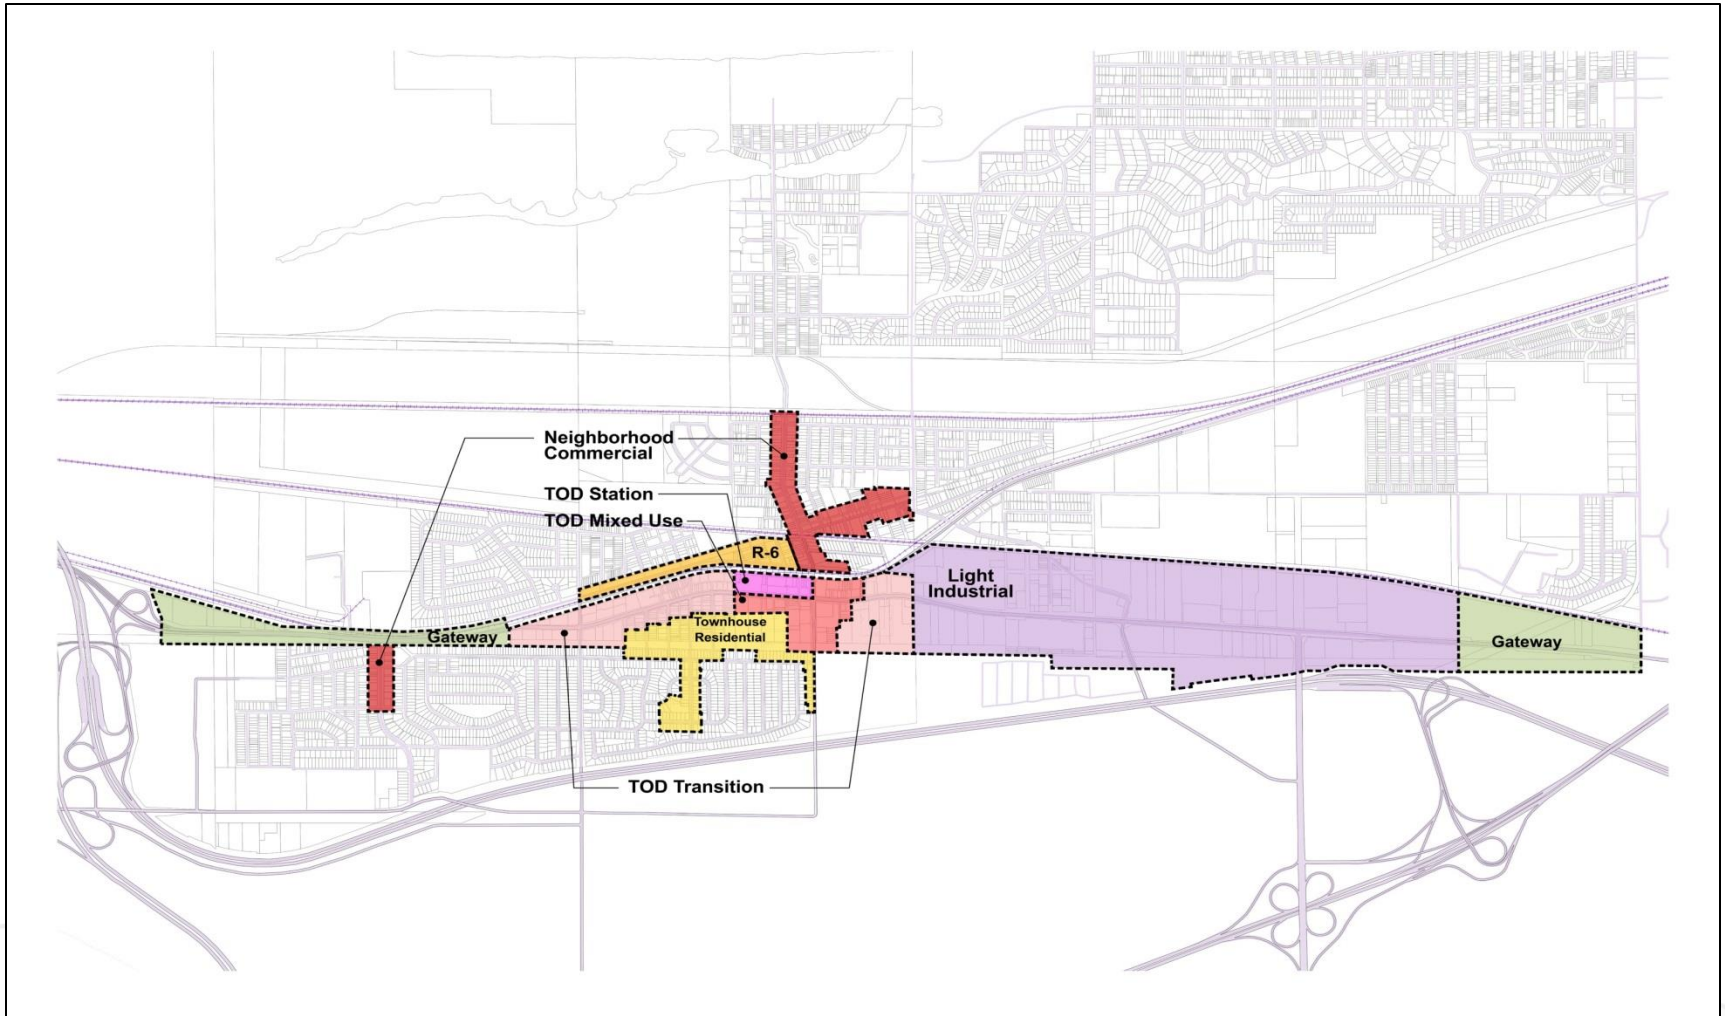 Neighborhood
Commercial
TOD Station
TOD Mixed Use
R-6
Light
Industrial
Gateway
Townhouse
Residential
Gateway
TOD Transition